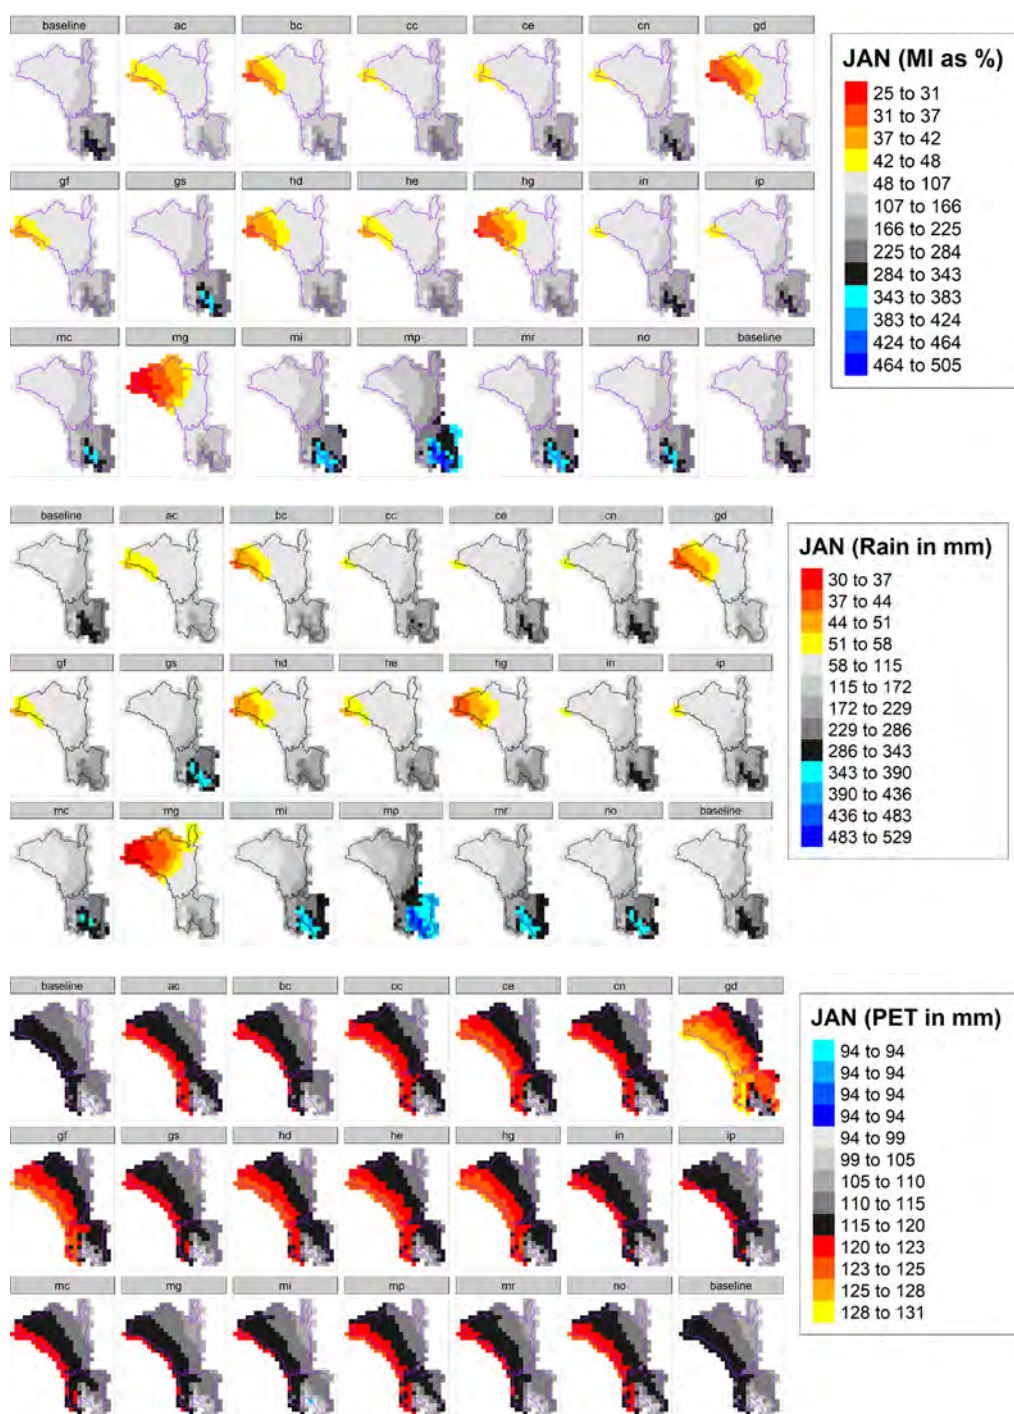 baseline ac bc cc ce cn gd
JAN (MI as %)
25 to 31
31 to 37
37 to 42
42 to 48
48 to 107
107 to 166
166 to 225
225 to 284
284 to 343
343 to 383
383 to 424
424 to 464
464 to 505
gf gs hd he hg in ip
mc mg mi mp mr no baseline
baseline ac bc cc ce cn gd
JAN (Rain in mm)
30 to 37
37 to 44
44 to 51
51 to 58
58 to 115
115 to 172
172 to 229
229 to 286
286 to 343
343 to 390
390 to 436
436 to 483
483 to 529
gf gs hd he hg in ip
mc mg mi mp mr no baseline
baseline ac bc cc ce cn gd
JAN (PET in mm)
94 to 94
94 to 94
94 to 94
94 to 94
94 to 99
99 to 105
105 to 110
110 to 115
115 to 120
120 to 123
123 to 125
125 to 128
128 to 131
gf gs hd he hg in ip
mc mg mi mp mr no baseline